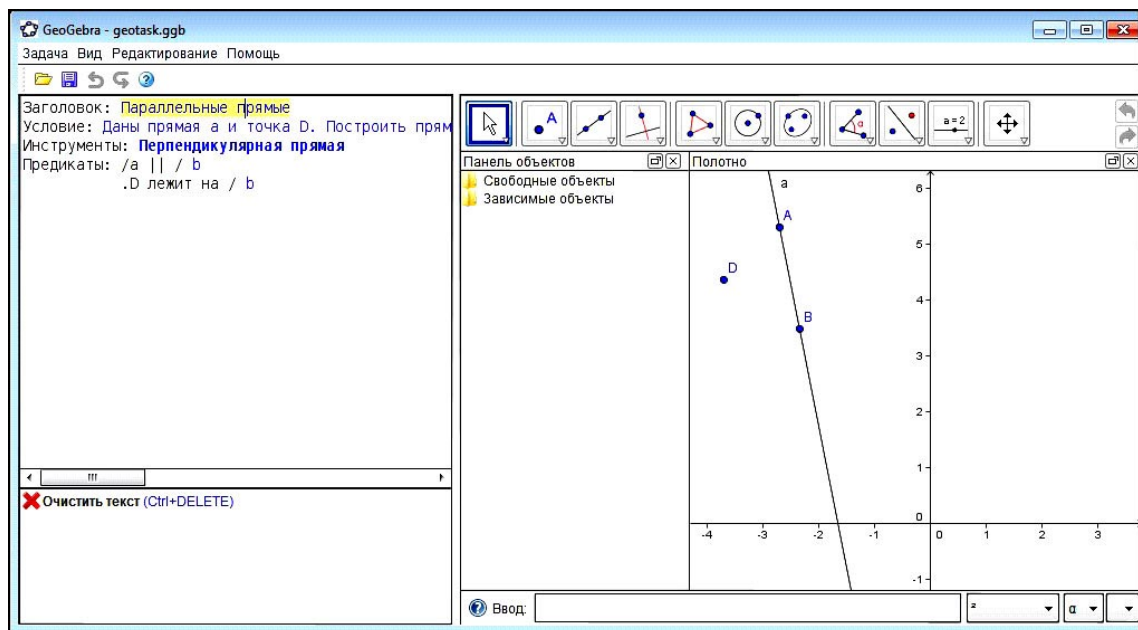 GeoGebra - geotask.ggb
Задача Вид Редактирование Помощь
Заголовок: Параллельные прямые
Условие: Даны прямая a и точка D. Построить прям
Инструменты: Перпендикулярная прямая
Предикаты: /a || / b
.D лежит на / b
Очистить текст (Ctrl+DELETE)
A
α
a=2
Панель объектов
Свободные объекты
Зависимые объекты
Полотно
a
A
D
B
6
5
4
3
2
1
0
-1
-4 -3 -2 -1 0 1 2 3
Ввод:
²
α